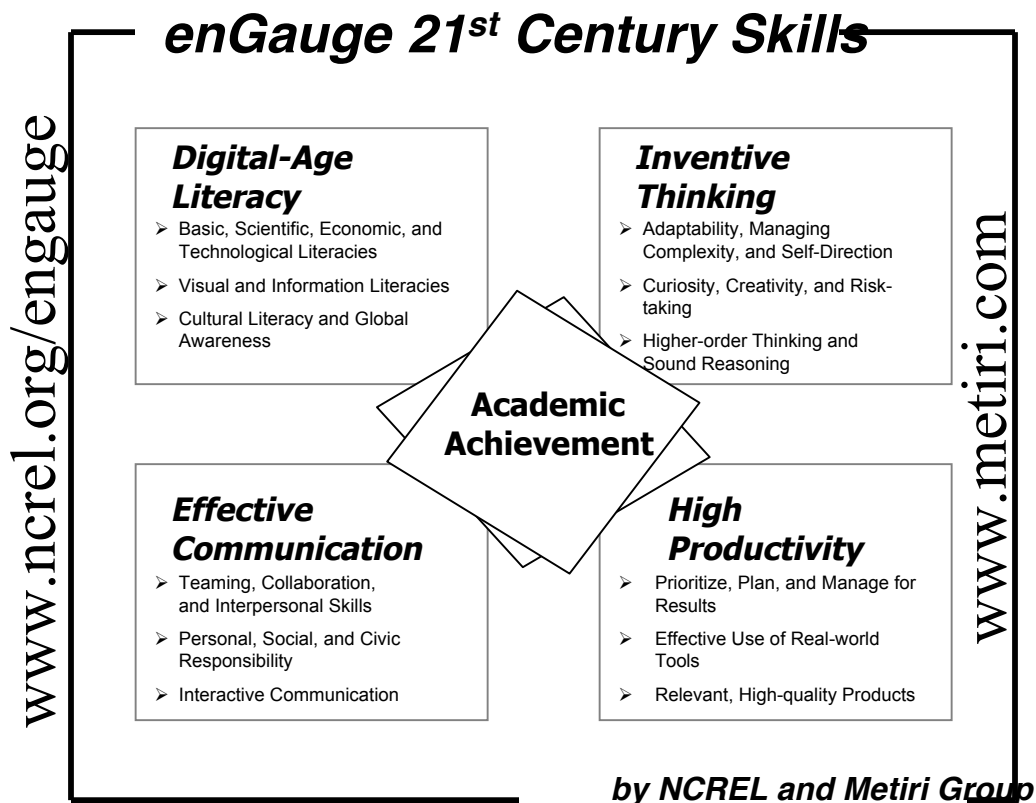 enGauge 21st Century Skills
www.ncrel.org/engauge
Digital-Age
Literacy
➢ Basic, Scientific, Economic, and
Technological Literacies
➢ Visual and Information Literacies
➢ Cultural Literacy and Global
Awareness
Inventive
Thinking
➢ Adaptability, Managing
Complexity, and Self-Direction
➢ Curiosity, Creativity, and Risk-
taking
➢ Higher-order Thinking and
Sound Reasoning
Academic
Achievement
Effective
Communication
➢ Teaming, Collaboration,
and Interpersonal Skills
➢ Personal, Social, and Civic
Responsibility
➢ Interactive Communication
High
Productivity
➢ Prioritize, Plan, and Manage for
Results
➢ Effective Use of Real-world
Tools
➢ Relevant, High-quality Products
www.metiri.com
by NCREL and Metiri Group